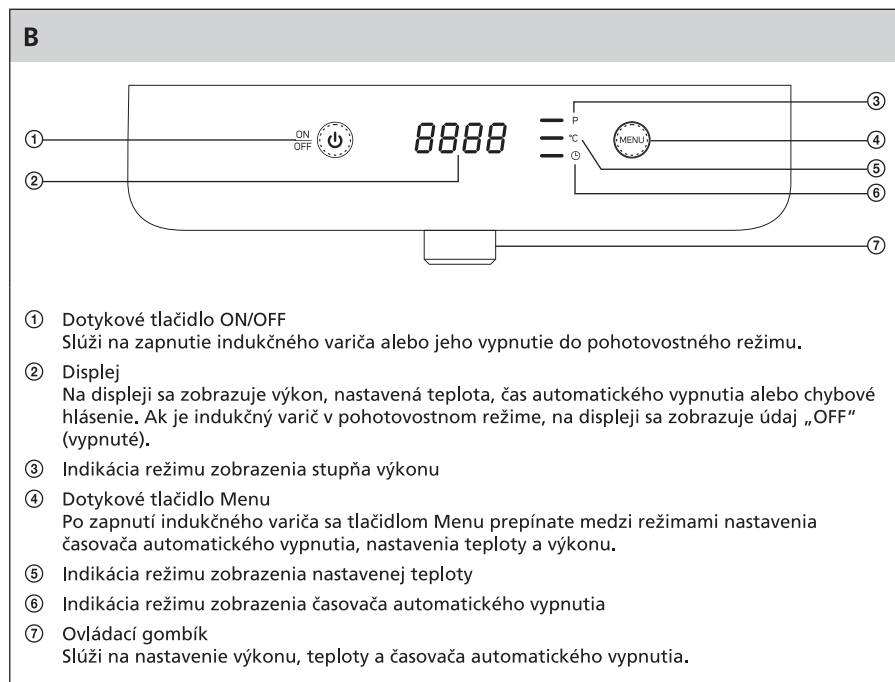 B
① ON OFF 8888 P °C MENU ③
④
② ⑤
⑥
⑦
① Dotykové tlačidlo ON/OFF
Slúži na zapnutie indukčného variča alebo jeho vypnutie do pohotovostného režimu.
② Displej
Na displeji sa zobrazuje výkon, nastavená teplota, čas automatického vypnutia alebo chybové
hlásenie. Ak je indukčný varič v pohotovostnom režime, na displeji sa zobrazuje údaj „OFF“
(vypnuté).
③ Indikácia režimu zobrazenia stupňa výkonu
④ Dotykové tlačidlo Menu
Po zapnutí indukčného variča sa tlačidlom Menu prepínate medzi režimami nastavenia
časovača automatického vypnutia, nastavenia teploty a výkonu.
⑤ Indikácia režimu zobrazenia nastavenej teploty
⑥ Indikácia režimu zobrazenia časovača automatického vypnutia
⑦ Ovládací gombík
Slúži na nastavenie výkonu, teploty a časovača automatického vypnutia.